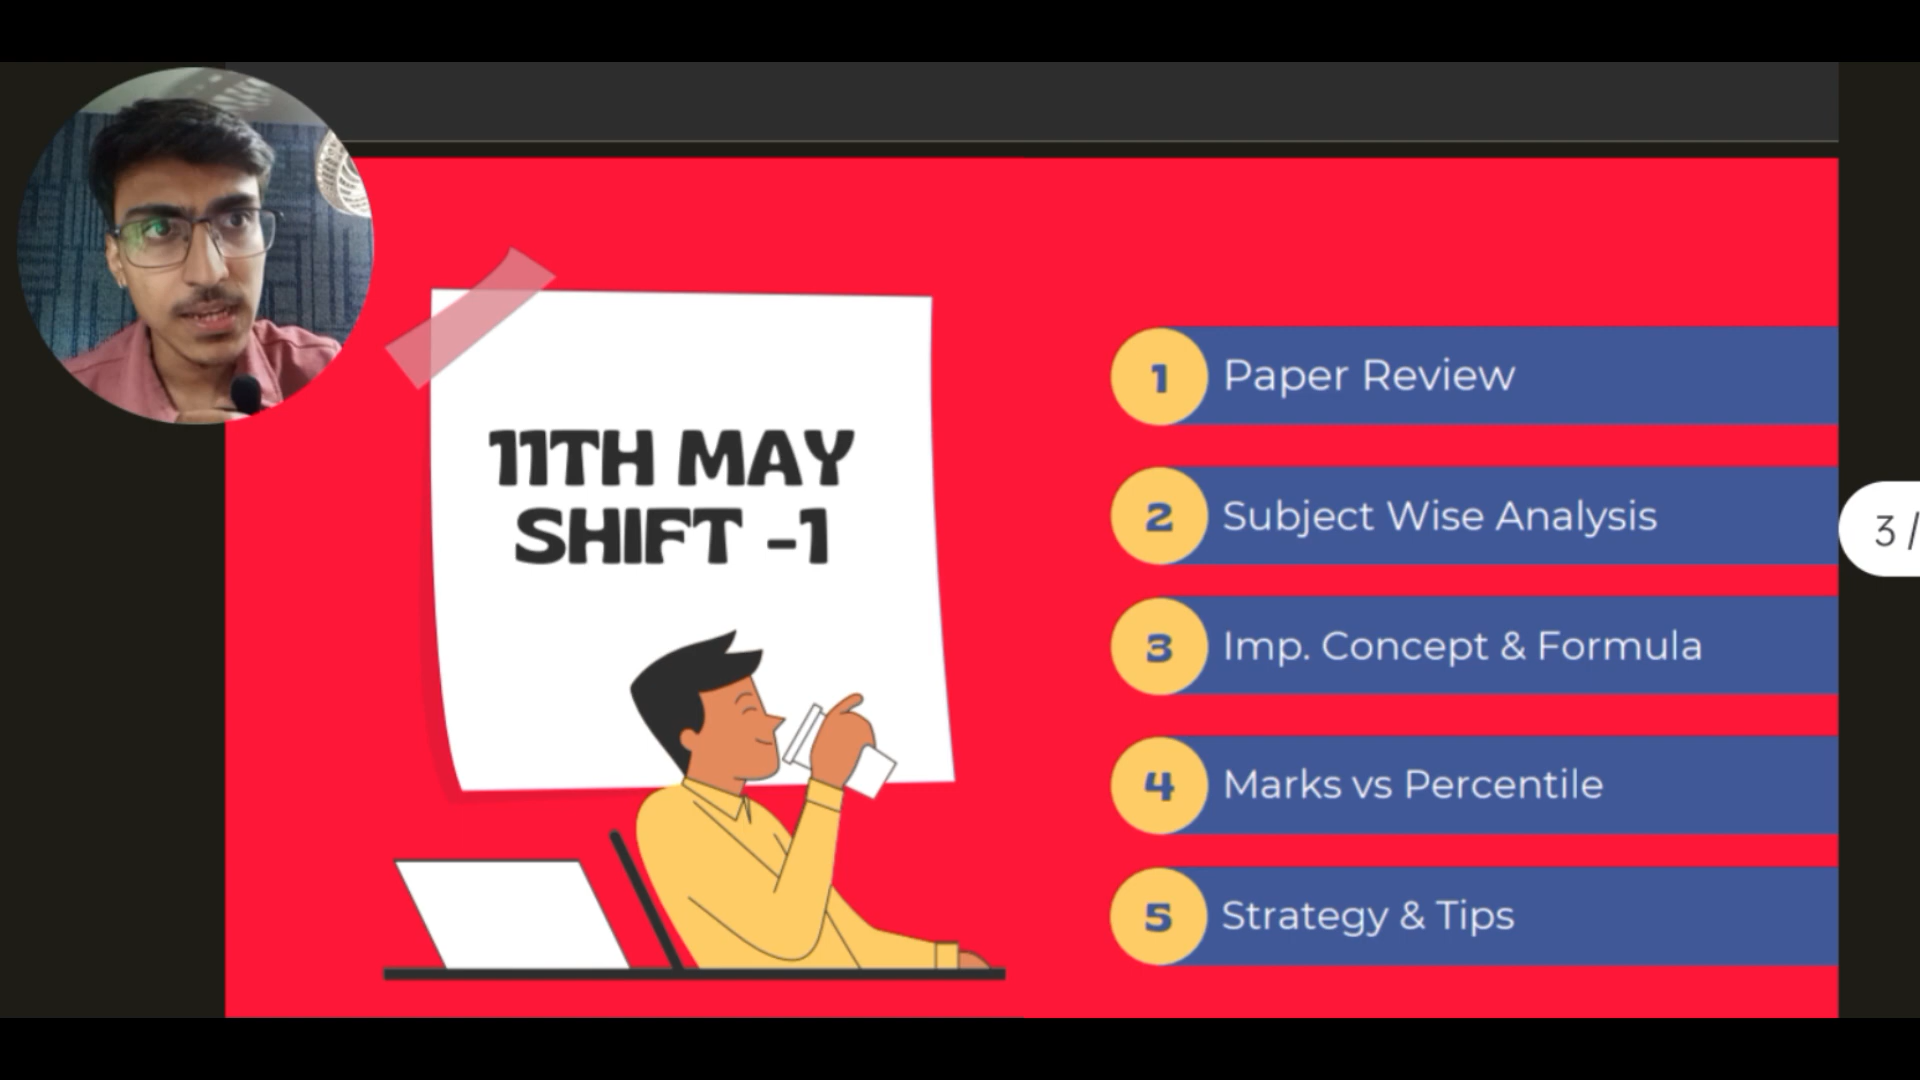 11TH MAY
SHIFT -1
1 Paper Review
2 Subject Wise Analysis
3 Imp. Concept & Formula
4 Marks vs Percentile
5 Strategy & Tips
3 /